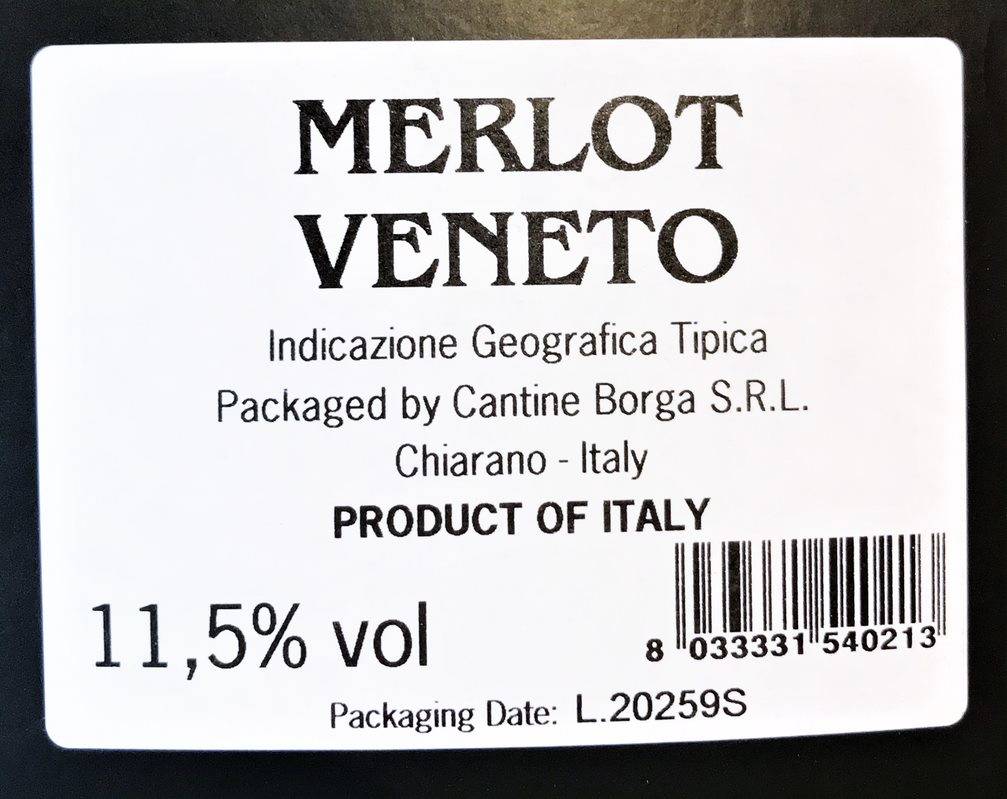 MERLOT
VENETO
Indicazione Geografica Tipica
Packaged by Cantine Borga S.R.L.
Chiarano - Italy
PRODUCT OF ITALY
11,5% vol
8 033331 540213
Packaging Date: L.20259S